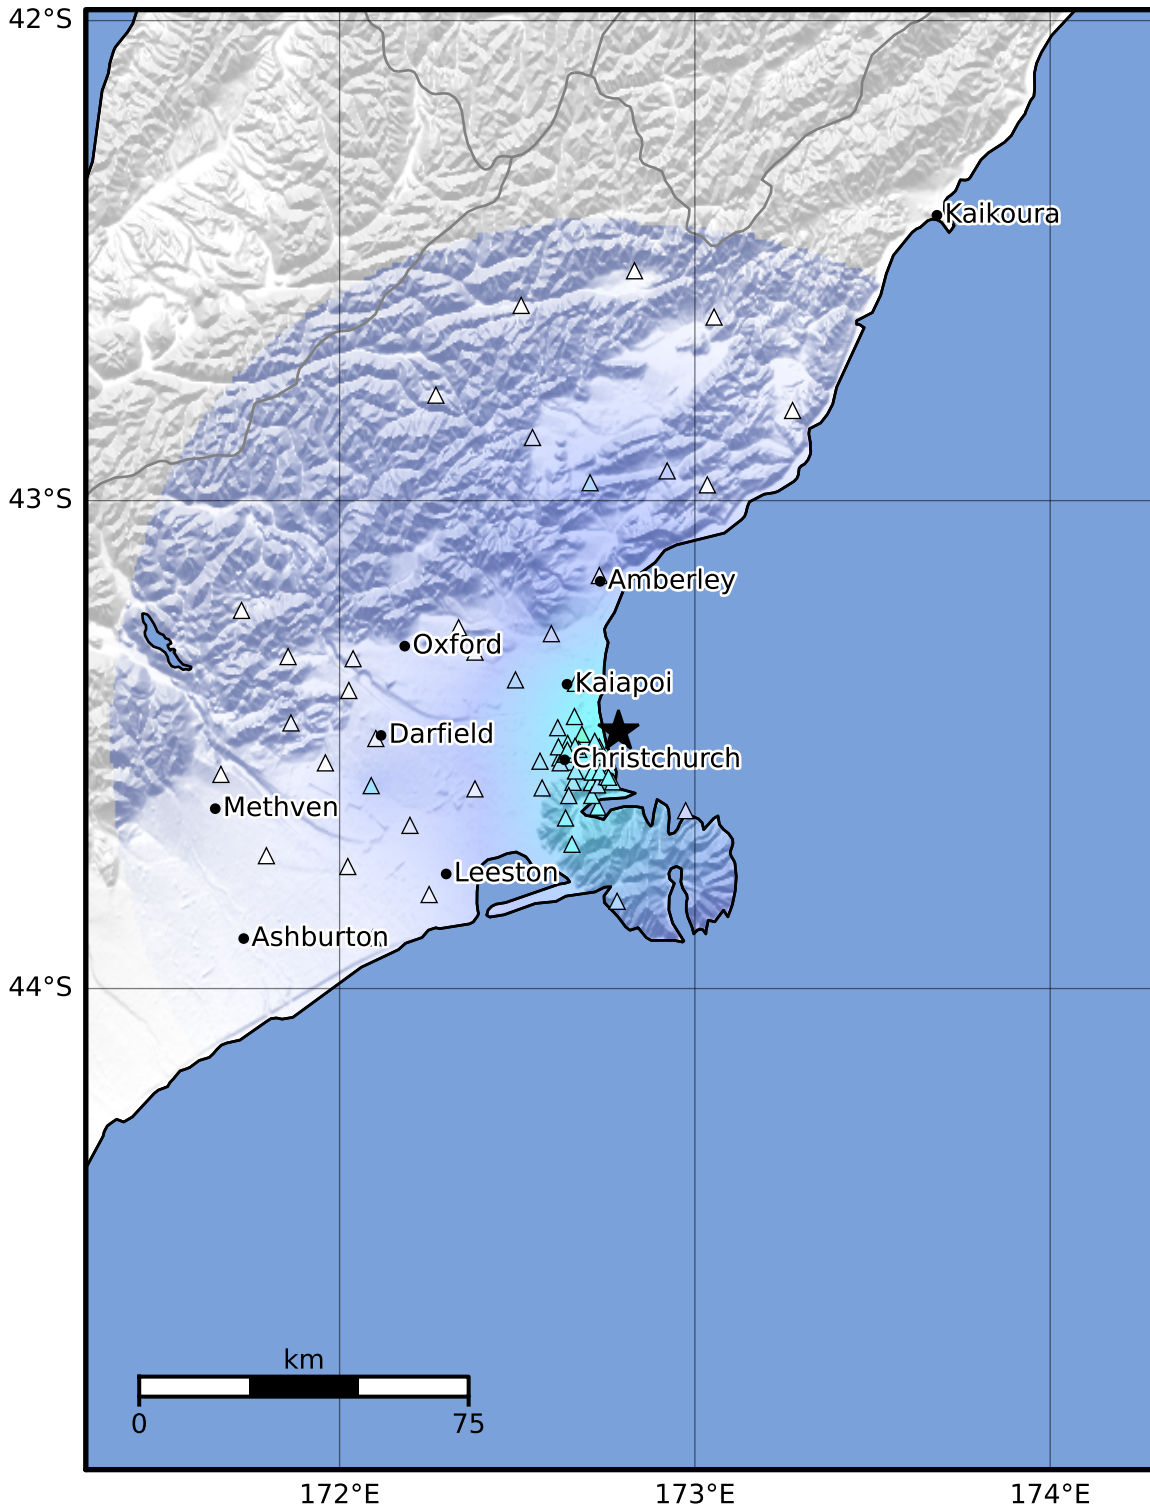 42°S
Kaikoura
43°S
Amberley
Oxford
Kaiapoi
Darfield
Christchurch
Methven
Leeston
Ashburton
44°S
km
0 75
172°E 173°E 174°E